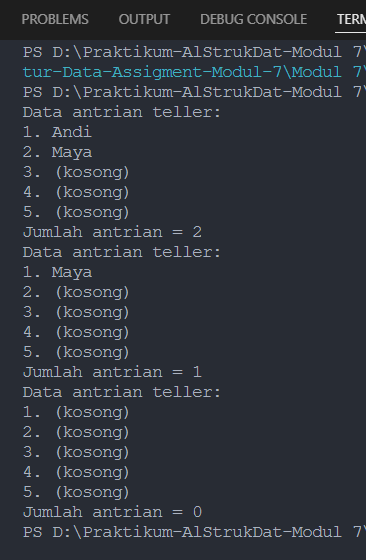 PROBLEMS OUTPUT DEBUG CONSOLE TERM
PS D:\Praktikum-AlStrukDat-Modul 7\
tur-Data-Assigment-Modul-7\Modul 7\
PS D:\Praktikum-AlStrukDat-Modul 7\
Data antrian teller:
1. Andi
2. Maya
3. (kosong)
4. (kosong)
5. (kosong)
Jumlah antrian = 2
Data antrian teller:
1. Maya
2. (kosong)
3. (kosong)
4. (kosong)
5. (kosong)
Jumlah antrian = 1
Data antrian teller:
1. (kosong)
2. (kosong)
3. (kosong)
4. (kosong)
5. (kosong)
Jumlah antrian = 0
PS D:\Praktikum-AlStrukDat-Modul 7\